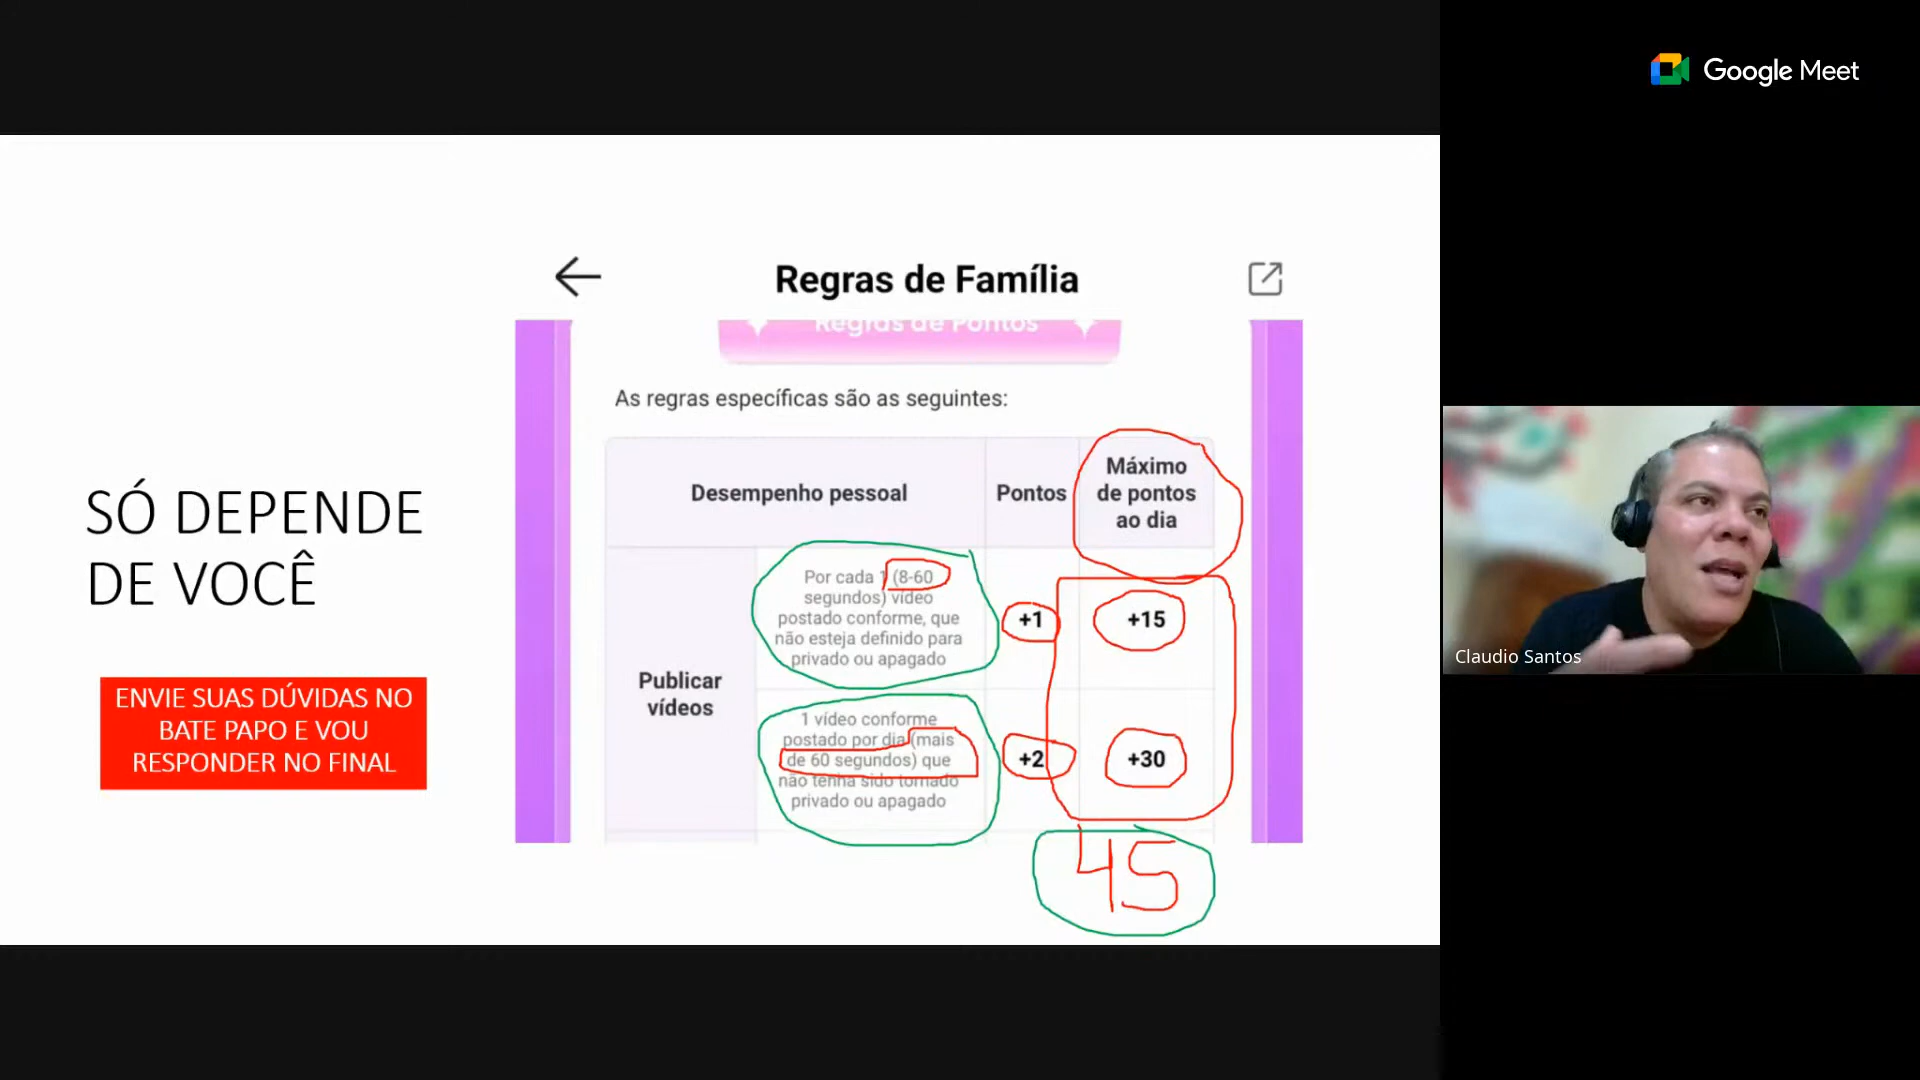 Google Meet
Regras de Família
Regras de Pontos
As regras específicas são as seguintes:
Desempenho pessoal
Pontos
Máximo
de pontos
ao dia
SÓ DEPENDE
DE VOCÊ
Publicar
vídeos
Por cada 1 (8-60
segundos) vídeo
postado conforme, que
não esteja definido para
privado ou apagado
+1
+15
1 vídeo conforme
postado por dia (mais
de 60 segundos) que
não tenha sido tornado
privado ou apagado
+2
+30
45
ENVIE SUAS DÚVIDAS NO
BATE PAPO E VOU
RESPONDER NO FINAL
Claudio Santos